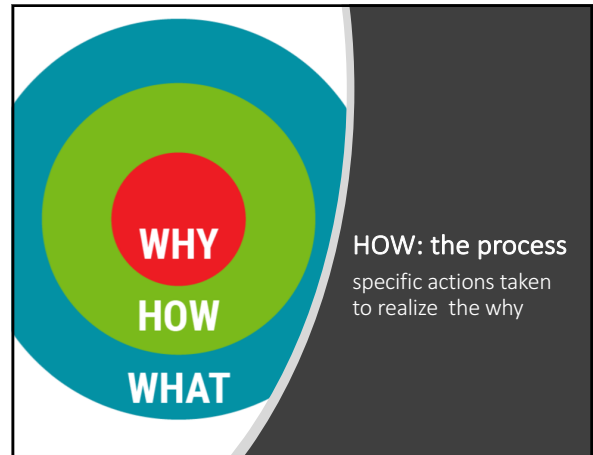 WHY
HOW
WHAT
HOW: the process
specific actions taken
to realize  the why